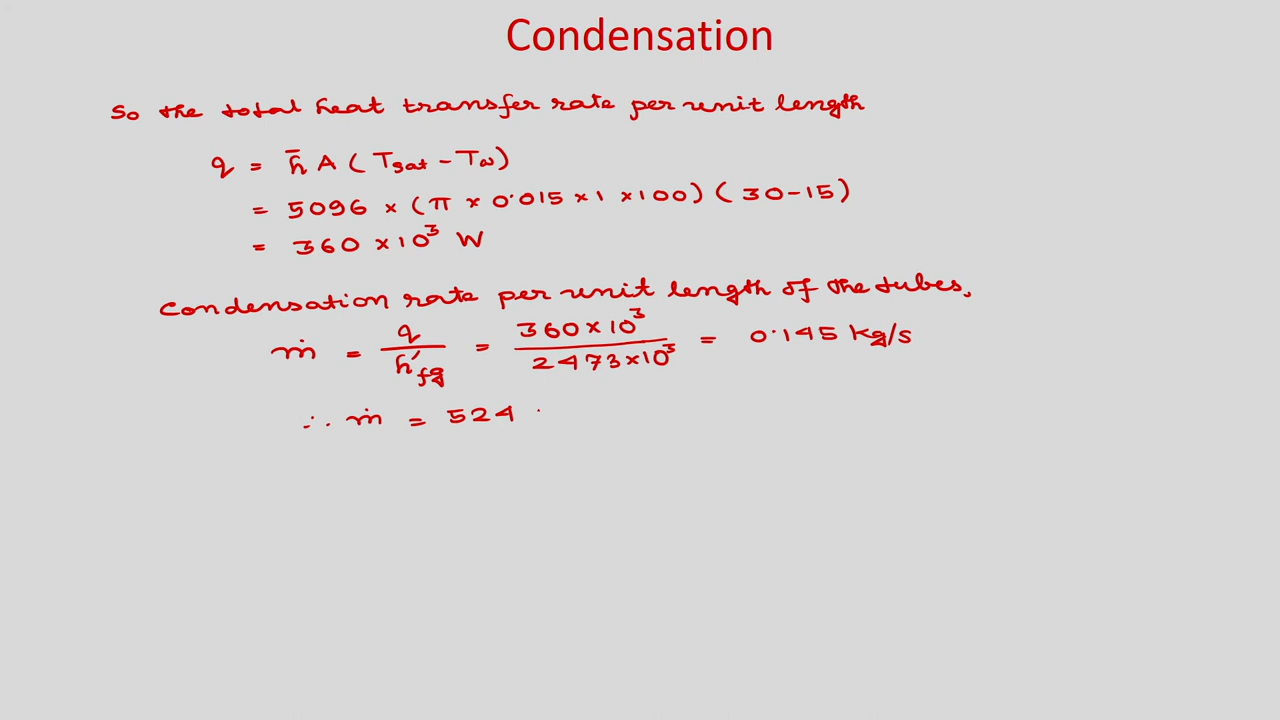 Condensation
So the total heat transfer rate per unit length
q = h̄ A (Tsat - Tw)
= 5096 × (π × 0.015 × 1 × 100) (30-15)
= 360 × 10³ W
Condensation rate per unit length of the tubes,
ṁ = q / h′fg = 360×10³ / 2473×10³ = 0.145 kg/s
∴ ṁ = 524